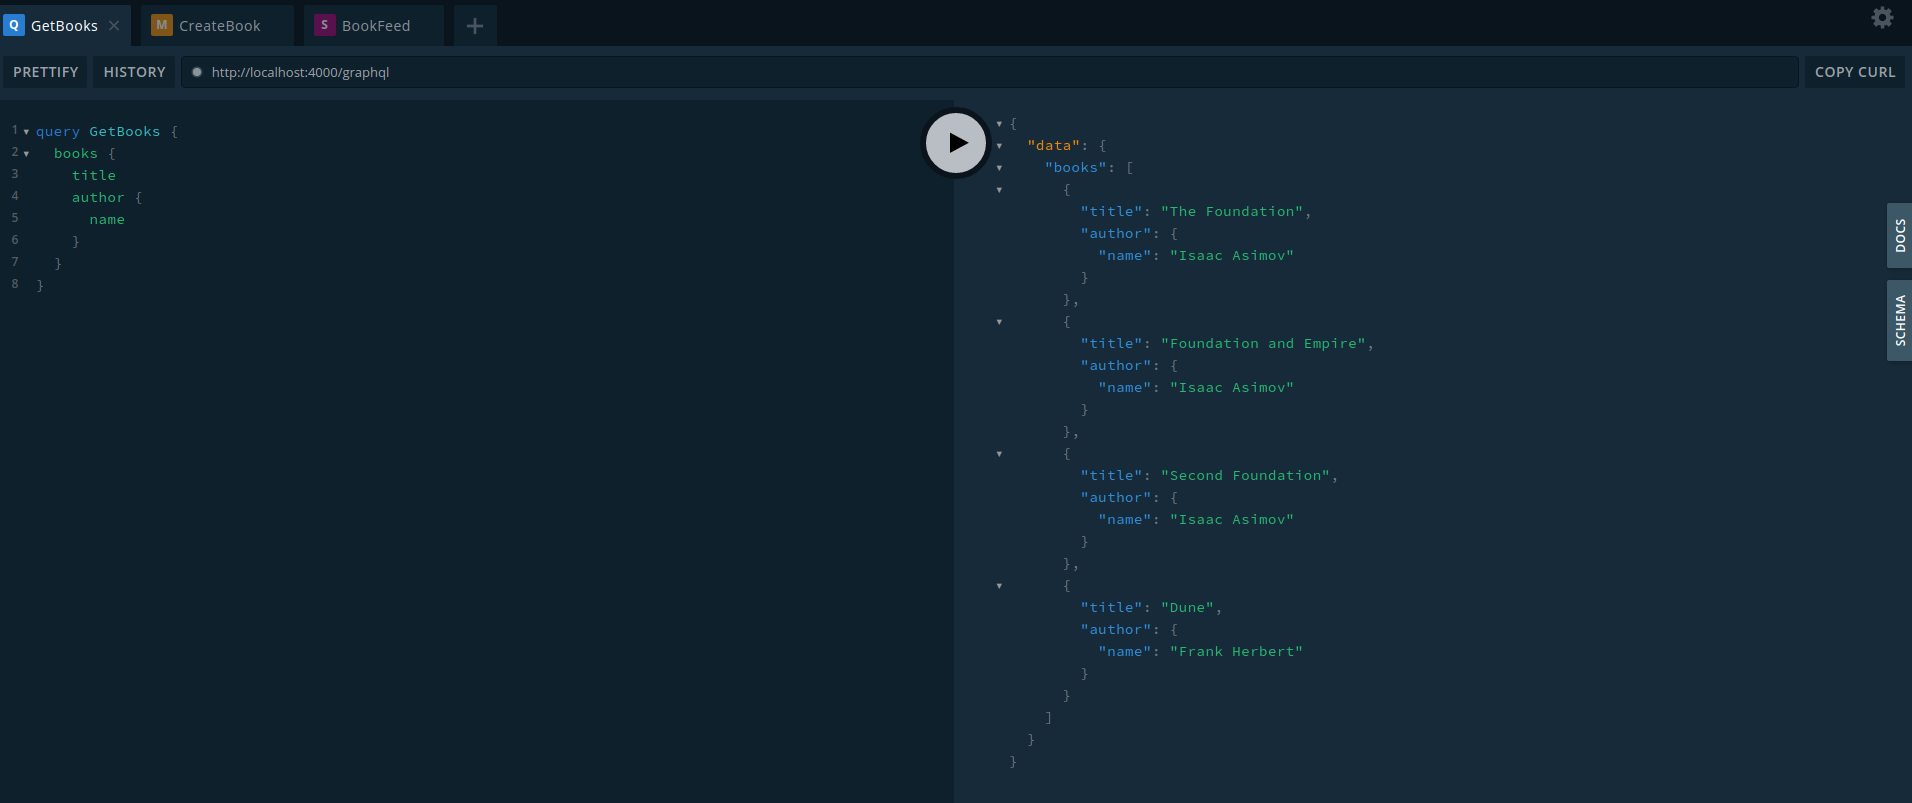 Q GetBooks M CreateBook S BookFeed
PRETTIFY HISTORY http://localhost:4000/graphql COPY CURL
1 query GetBooks {
2 books {
3 title
4 author {
5 name
6 }
7 }
8 }
{
"data": {
"books": [
{
"title": "The Foundation",
"author": {
"name": "Isaac Asimov"
}
},
{
"title": "Foundation and Empire",
"author": {
"name": "Isaac Asimov"
}
},
{
"title": "Second Foundation",
"author": {
"name": "Isaac Asimov"
}
},
{
"title": "Dune",
"author": {
"name": "Frank Herbert"
}
}
]
}
}
DOCS
SCHEMA